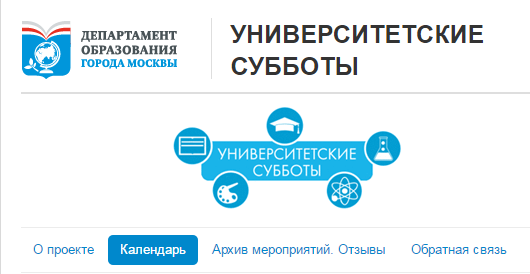 ДЕПАРТАМЕНТ
ОБРАЗОВАНИЯ
ГОРОДА МОСКВЫ
УНИВЕРСИТЕТСКИЕ
СУББОТЫ
УНИВЕРСИТЕТСКИЕ
СУББОТЫ
О проекте Календарь Архив мероприятий. Отзывы Обратная связь